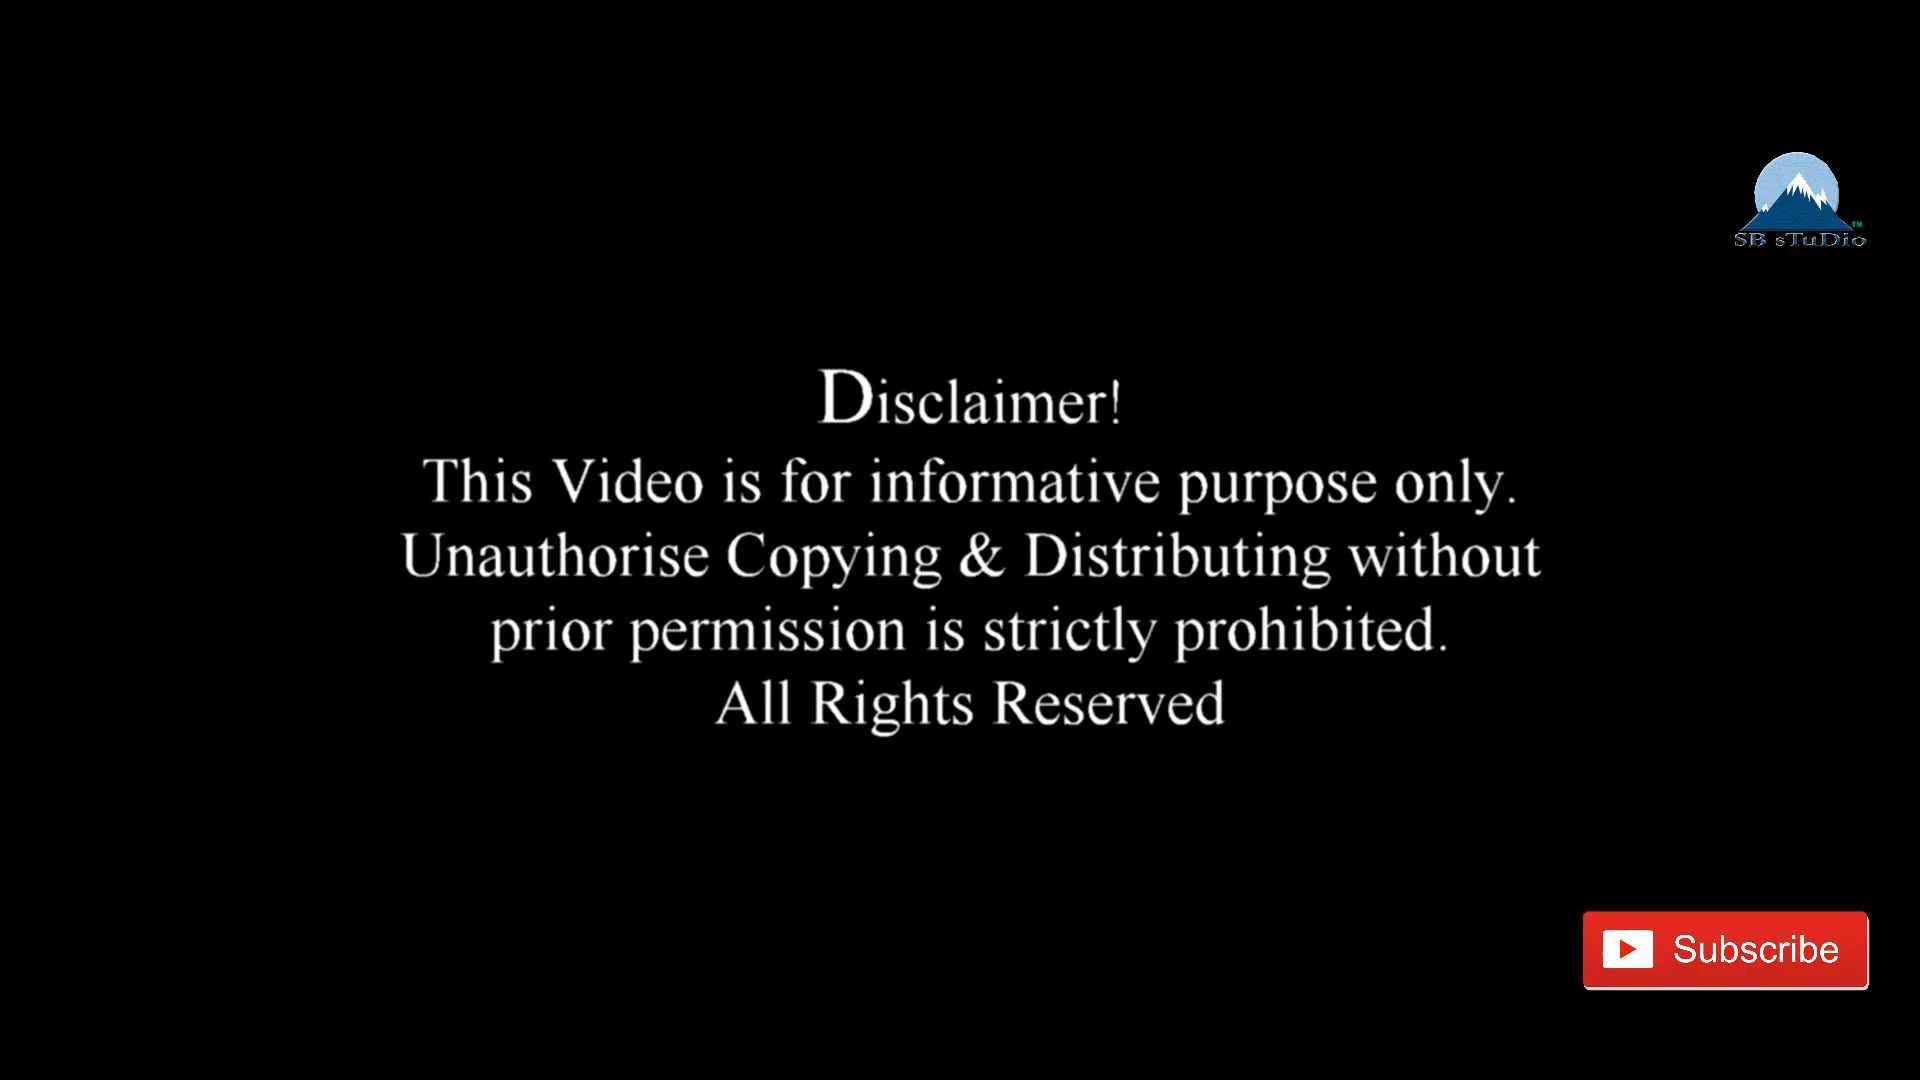 TM
SB sTuDio
Disclaimer!
This Video is for informative purpose only.
Unauthorise Copying & Distributing without
prior permission is strictly prohibited.
All Rights Reserved
Subscribe